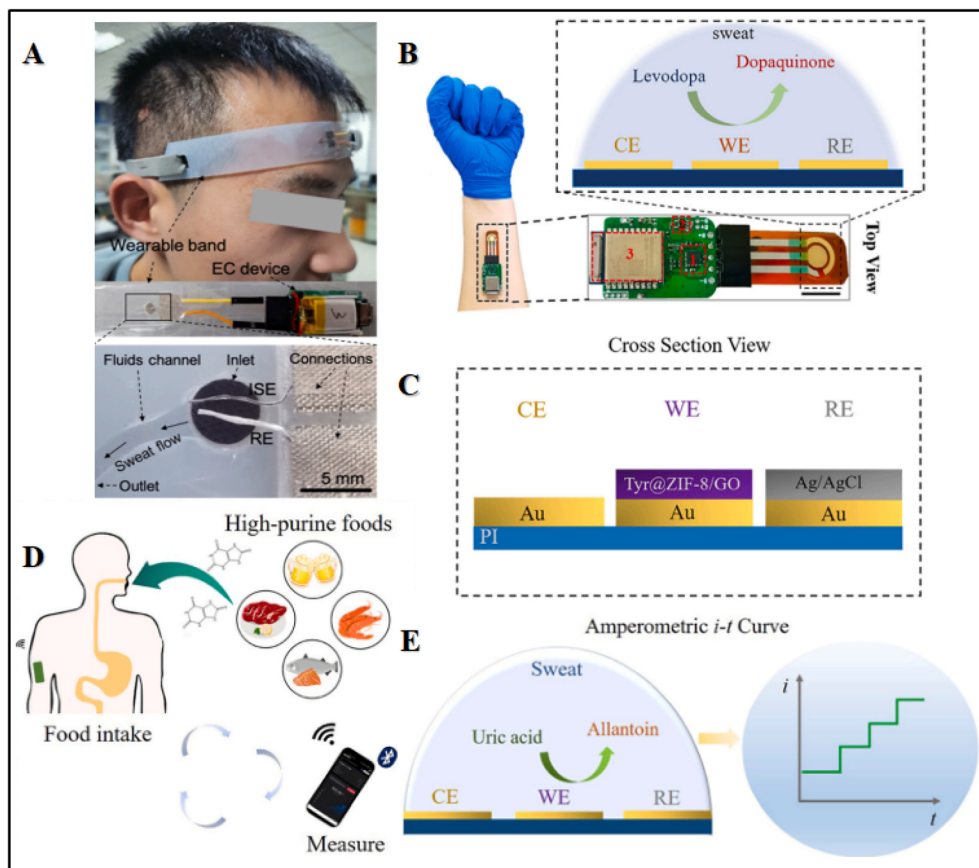 A
Wearable band
EC device
Fluids channel
Inlet
Connections
ISE
RE
Sweat flow
Outlet
5 mm
B
sweat
Levodopa
Dopaquinone
CE
WE
RE
3
1
Top View
Cross Section View
C
CE
WE
RE
Tyr@ZIF-8/GO
Ag/AgCl
Au
Au
Au
PI
D
High-purine foods
Food intake
Measure
E
Amperometric i-t Curve
Sweat
Uric acid
Allantoin
CE
WE
RE
i
t